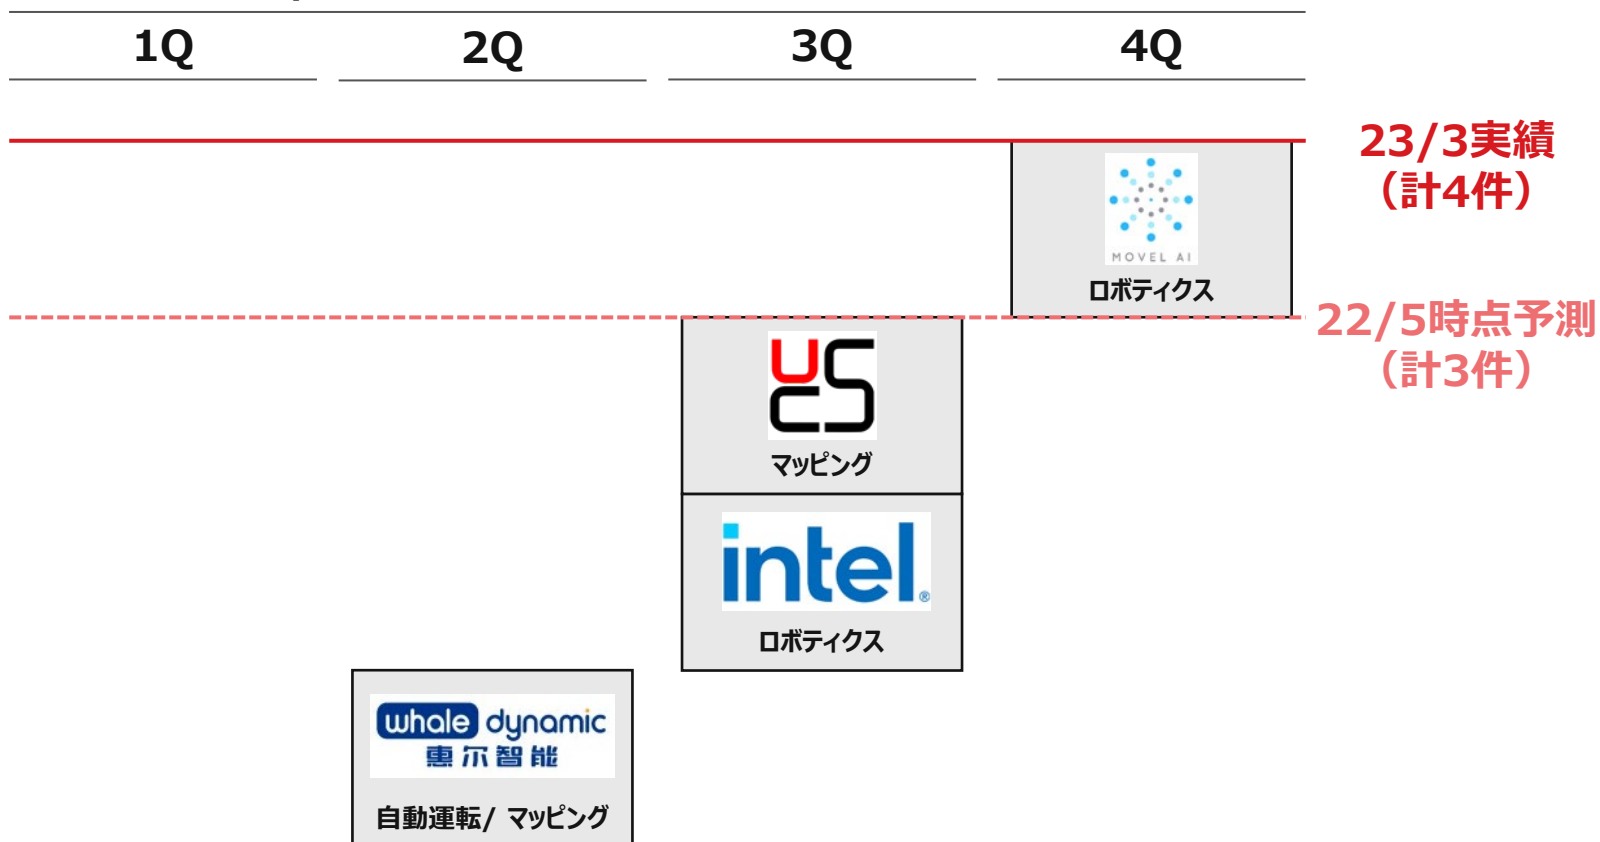 1Q
2Q
3Q
4Q
23/3実績
（計4件）
MOVEL AI
ロボティクス
22/5時点予測
（計3件）
マッピング
intel®
ロボティクス
whale dynamic
惠尔智能
自動運転/ マッピング